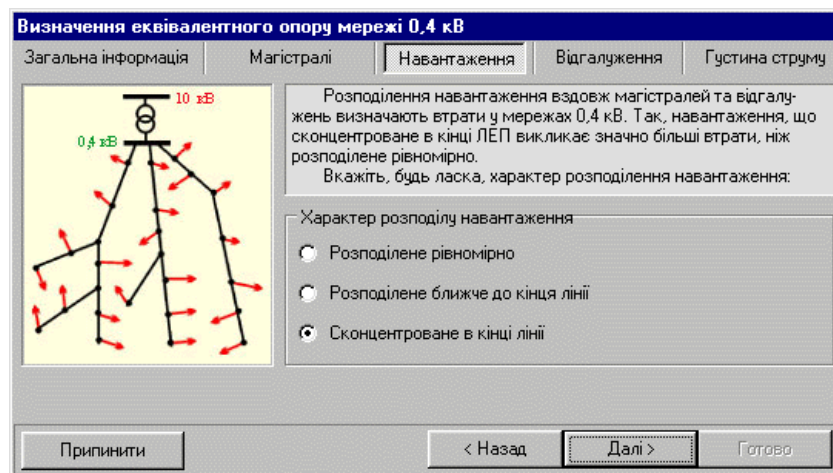 Визначення еквівалентного опору мережі 0,4 кВ
Загальна інформація
Магістралі
Навантаження
Відгалуження
Густина струму
10 кВ
0,4 кВ
Розподілення навантаження вздовж магістралей та відгалу-
жень визначають втрати у мережах 0,4 кВ. Так, навантаження, що
сконцентроване в кінці ЛЕП викликає значно більші втрати, ніж
розподілене рівномірно.
Вкажіть, будь ласка, характер розподілення навантаження:
Характер розподілу навантаження
Розподілене рівномірно
Розподілене ближче до кінця лінії
Сконцентроване в кінці лінії
Припинити
< Назад
Далі >
Готово